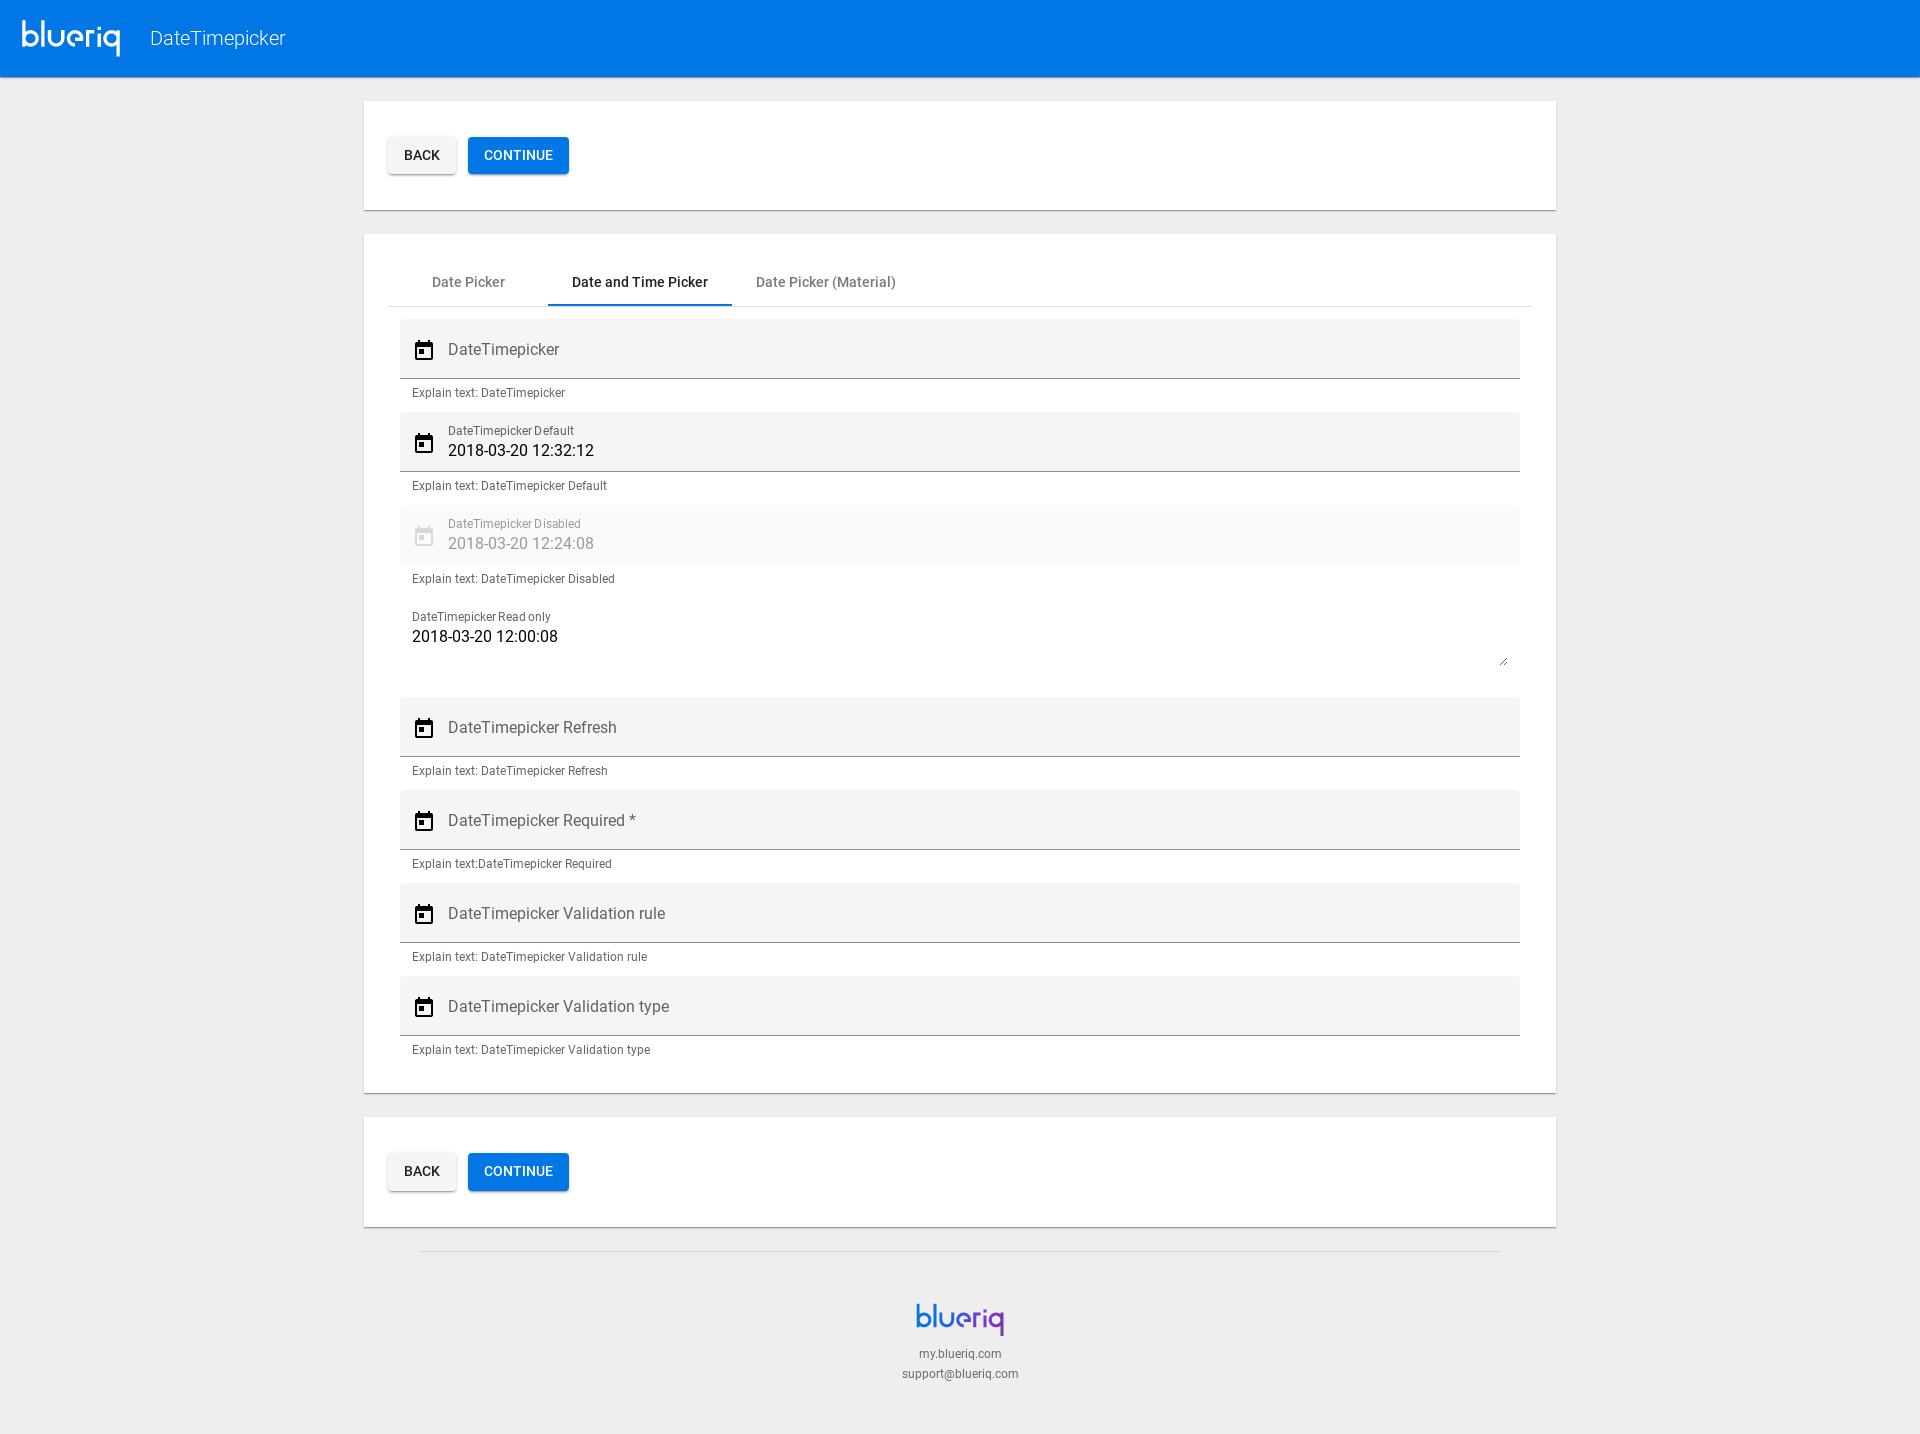 blueriq DateTimepicker
BACK CONTINUE
Date Picker Date and Time Picker Date Picker (Material)
DateTimepicker
Explain text: DateTimepicker
DateTimepicker Default
2018-03-20 12:32:12
Explain text: DateTimepicker Default
DateTimepicker Disabled
2018-03-20 12:24:08
Explain text: DateTimepicker Disabled
DateTimepicker Read only
2018-03-20 12:00:08
DateTimepicker Refresh
Explain text: DateTimepicker Refresh
DateTimepicker Required *
Explain text:DateTimepicker Required
DateTimepicker Validation rule
Explain text: DateTimepicker Validation rule
DateTimepicker Validation type
Explain text: DateTimepicker Validation type
BACK CONTINUE
blueriq
my.blueriq.com
support@blueriq.com